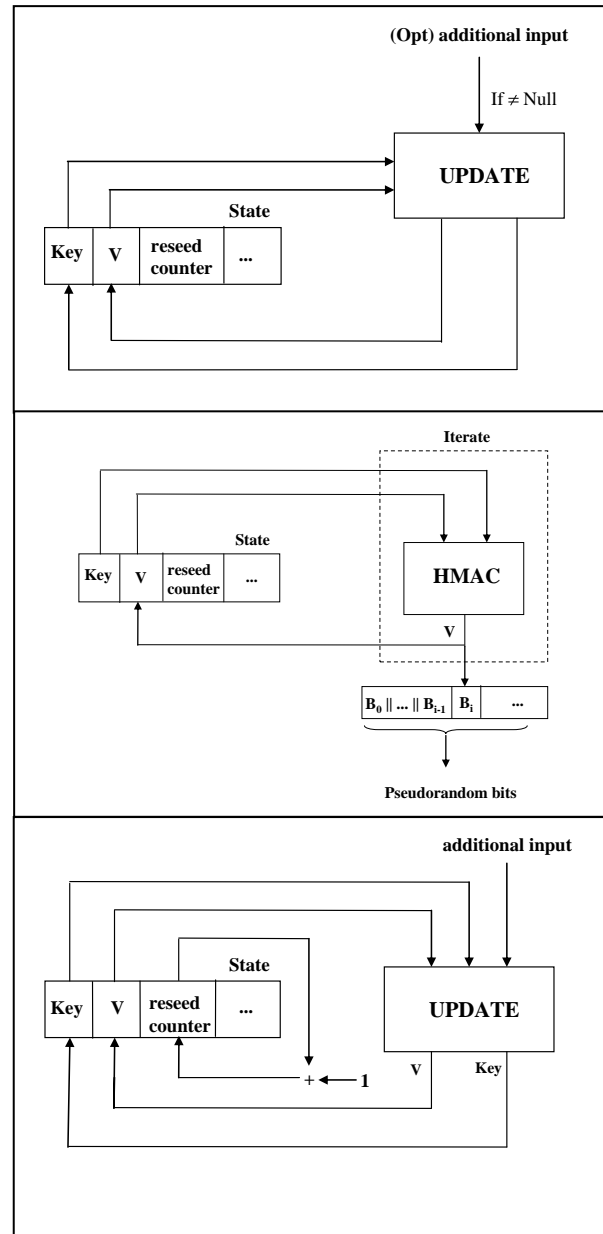 (Opt) additional input
If ≠ Null
UPDATE
State
Key V reseed counter ...
Iterate
State
Key V reseed counter ...
HMAC
V
B0 || ... || Bi-1 Bi ...
Pseudorandom bits
additional input
State
Key V reseed counter ...
UPDATE
V Key
+ 1